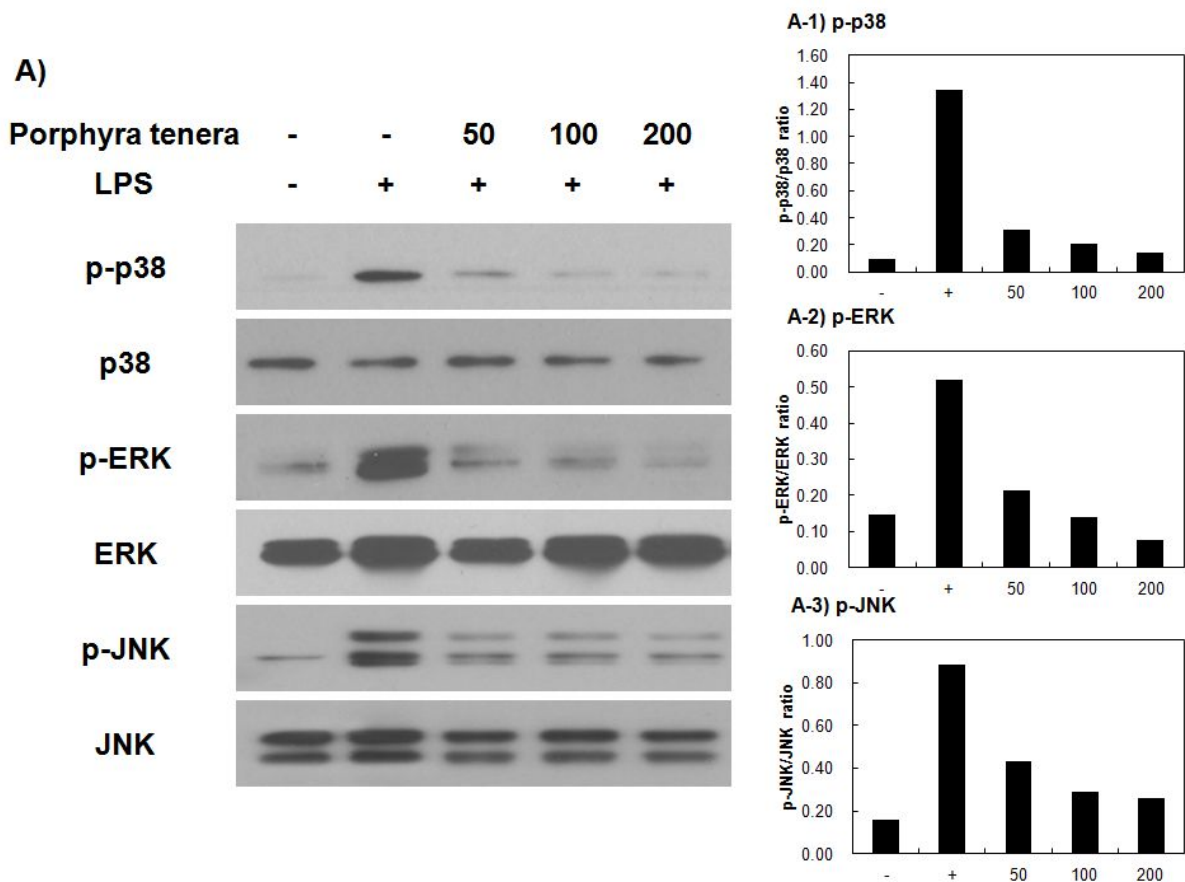 A)
Porphyra tenera - - 50 100 200
LPS - + + + +
p-p38
p38
p-ERK
ERK
p-JNK
JNK
A-1) p-p38
p-p38/p38 ratio
1.60
1.40
1.20
1.00
0.80
0.60
0.40
0.20
0.00
- + 50 100 200
A-2) p-ERK
p-ERK/ERK ratio
0.60
0.50
0.40
0.30
0.20
0.10
0.00
- + 50 100 200
A-3) p-JNK
p-JNK/JNK ratio
1.00
0.80
0.60
0.40
0.20
0.00
- + 50 100 200